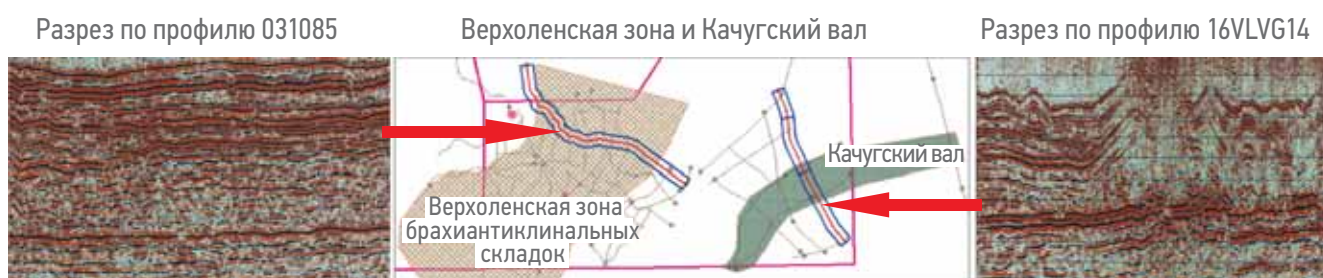 Разрез по профилю 031085
Верхоленская зона и Качугский вал
Разрез по профилю 16VLVG14
Качугский вал
Верхоленская зона
брахиантиклинальных
складок